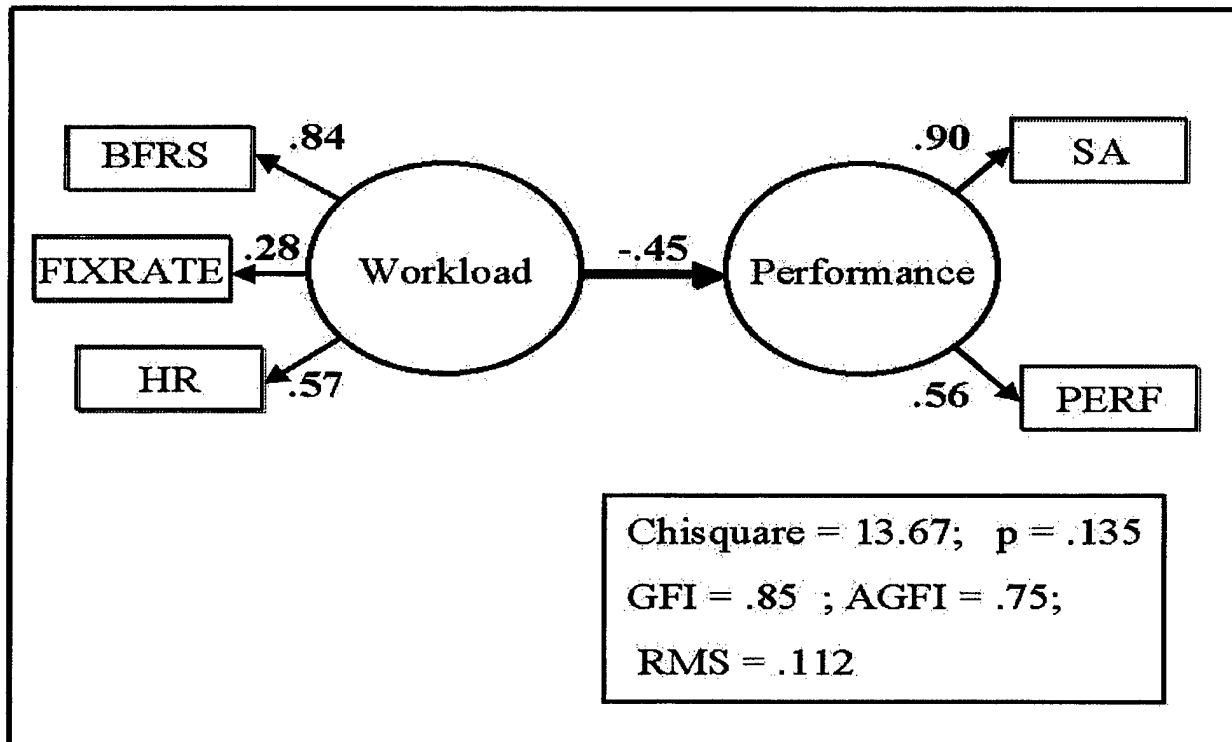 BFRS
.84
.90
SA
FIXRATE
.28
Workload
-.45
Performance
HR
.57
.56
PERF
Chisquare = 13.67; p = .135
GFI = .85 ; AGFI = .75;
RMS = .112